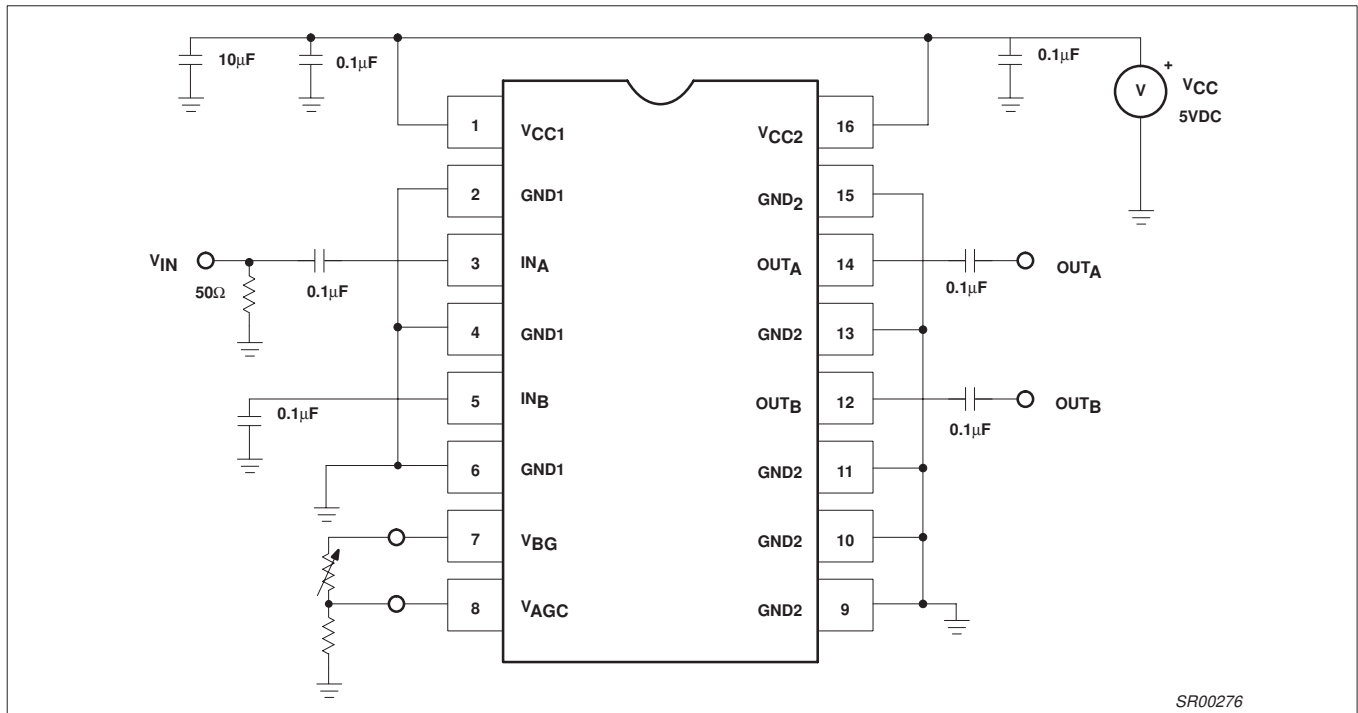 10μF
0.1μF
0.1μF
V
+
VCC
5VDC
1
VCC1
VCC2
16
2
GND1
GND2
15
VIN
50Ω
0.1μF
3
INA
OUTA
14
0.1μF
OUTA
4
GND1
GND2
13
0.1μF
5
INB
OUTB
12
0.1μF
OUTB
6
GND1
GND2
11
7
VBG
GND2
10
8
VAGC
GND2
9
SR00276